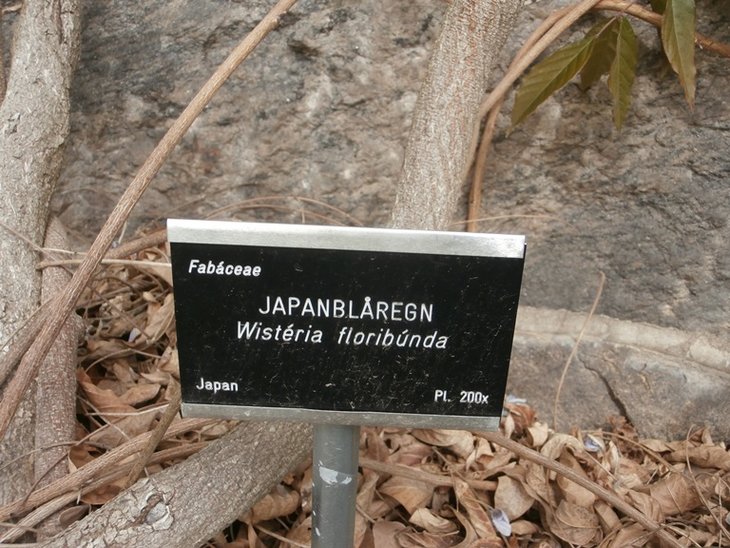 Fabáceae
JAPANBLÅREGN
Wistéria floribúnda
Japan
Pl. 200x